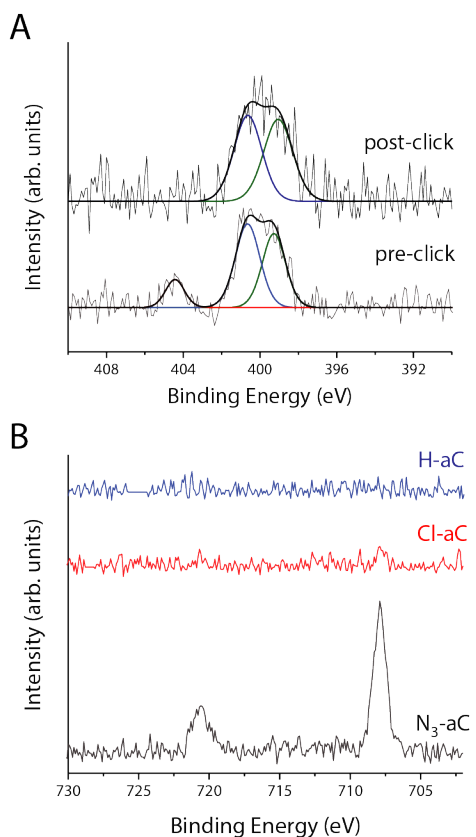 A
Intensity (arb. units)
post-click
pre-click
408 404 400 396 392
Binding Energy (eV)
B
Intensity (arb. units)
H-aC
Cl-aC
N₃-aC
730 725 720 715 710 705
Binding Energy (eV)